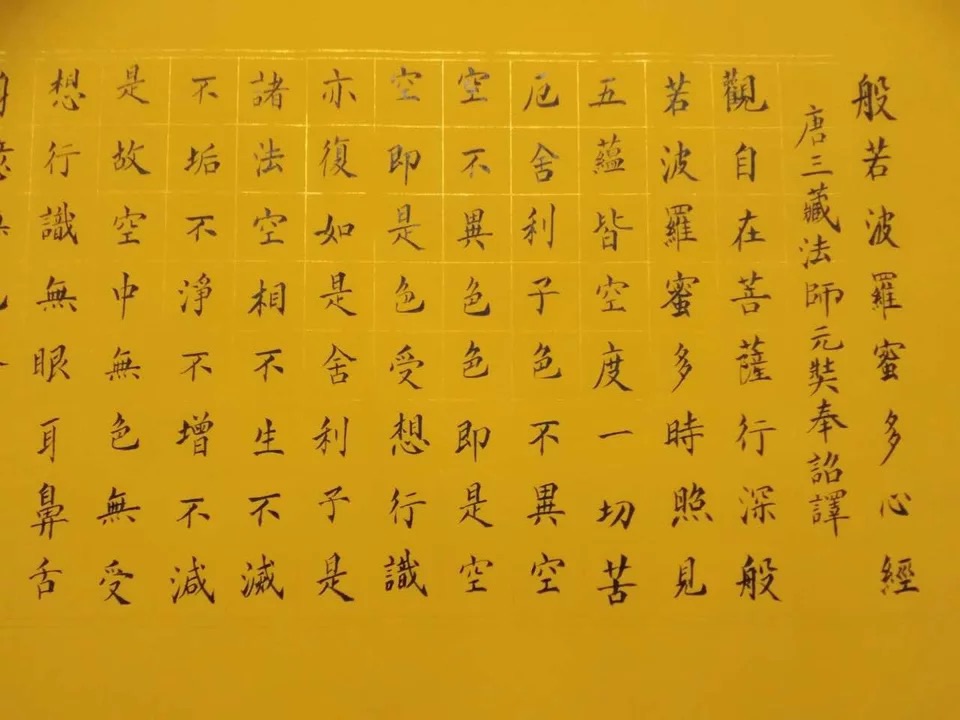 般若波羅蜜多心經
唐三藏法師元奘奉詔譯
觀自在菩薩行深般
若波羅蜜多時照見
五蘊皆空度一切苦
厄舍利子色不異空
空不異色色即是空
空即是色受想行識
亦復如是舍利子是
諸法空相不生不滅
不垢不淨不增不減
是故空中無色無受
想行識無眼耳鼻舌